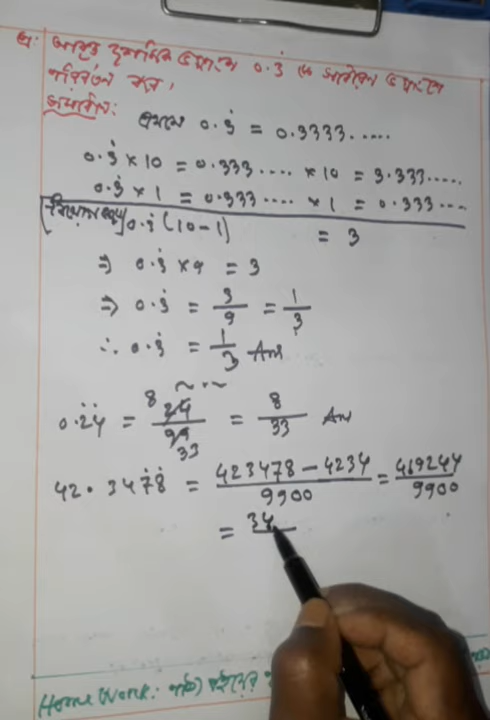 প্র: আবৃত দশমিক ভগ্নাংশ 0.3̇ কে সাধারণ ভগ্নাংশে
পরিবর্তন কর,
সমাধান:
প্রথমে 0.3̇ = 0.3333.....
0.3̇ × 10 = 0.333.... × 10 = 3.333.....
0.3̇ × 1 = 0.333.... × 1 = 0.333....
0.3̇ (10-1) = 3
⇒ 0.3̇ × 9 = 3
⇒ 0.3̇ = 3/9 = 1/3
∴ 0.3̇ = 1/3 Ans
0.2̇4̇ = 8 24/99 33 = 8/33 Ans
42.347̇8̇ = 423478-4234/9900 = 419244/9900
= 34
Home Work: